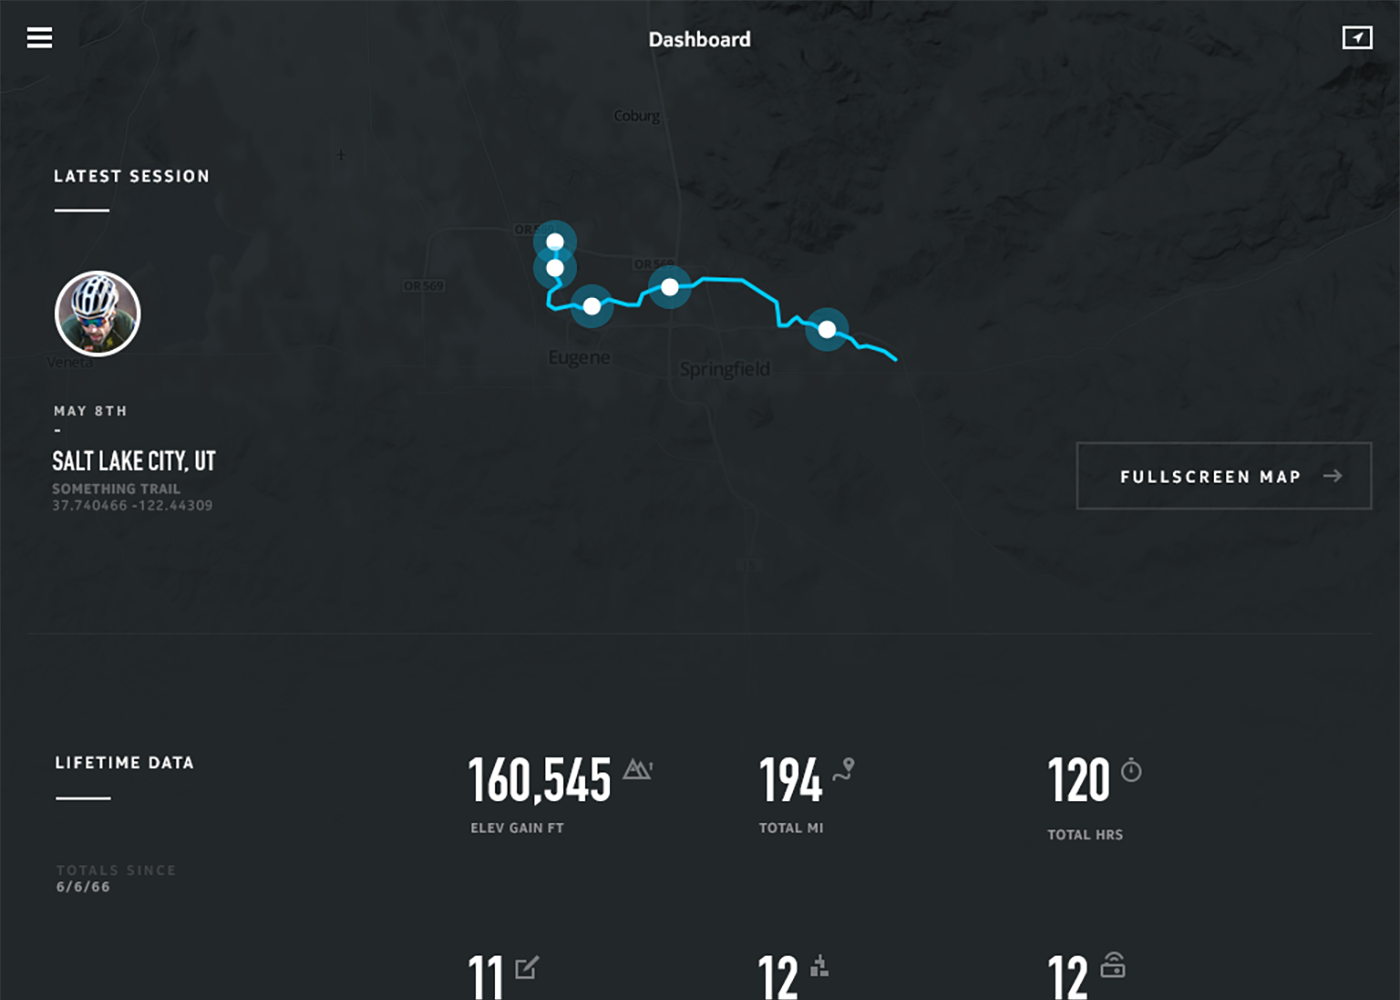 Dashboard
Coburg
LATEST SESSION
OR 569
OR 569
Eugene
Springfield
Veneta
MAY 8TH
-
SALT LAKE CITY, UT
SOMETHING TRAIL
37.740466 -122.44309
FULLSCREEN MAP
LIFETIME DATA
160,545
ELEV GAIN FT
194
TOTAL MI
120
TOTAL HRS
TOTALS SINCE
6/6/66
11
12
12